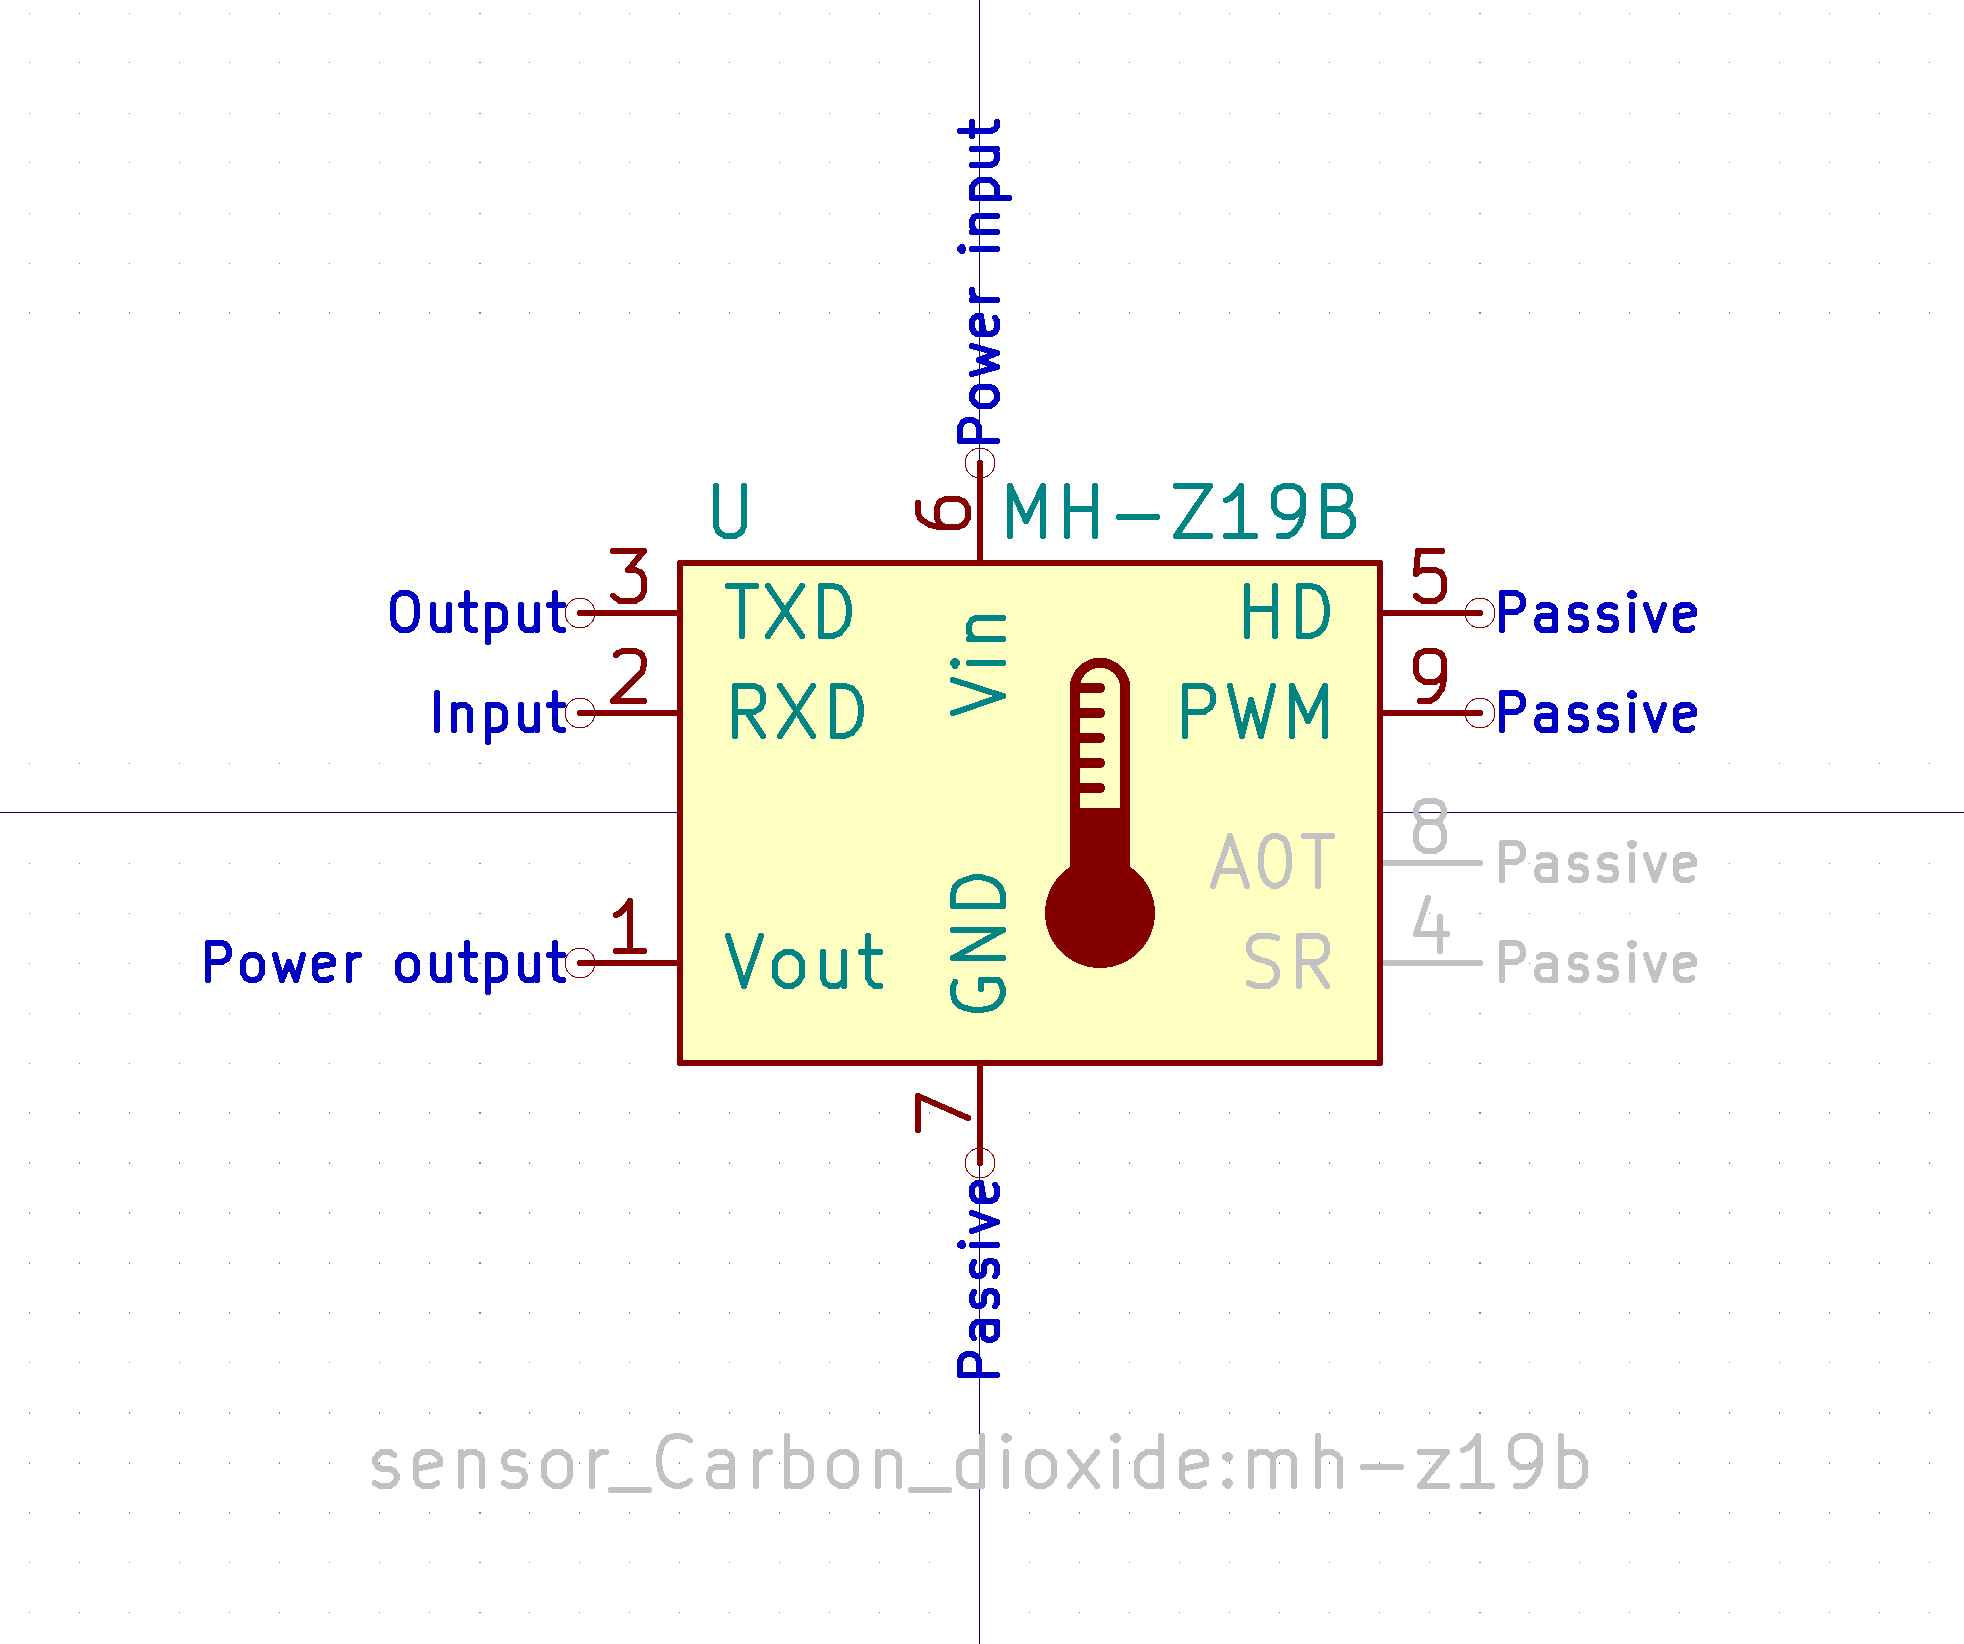 Power input
6
U
MH-Z19B
3
Output
TXD
Vin
HD
5
Passive
2
Input
RXD
PWM
9
Passive
8
AOT
Passive
GND
4
SR
Passive
1
Power output
Vout
7
Passive
sensor_Carbon_dioxide:mh-z19b